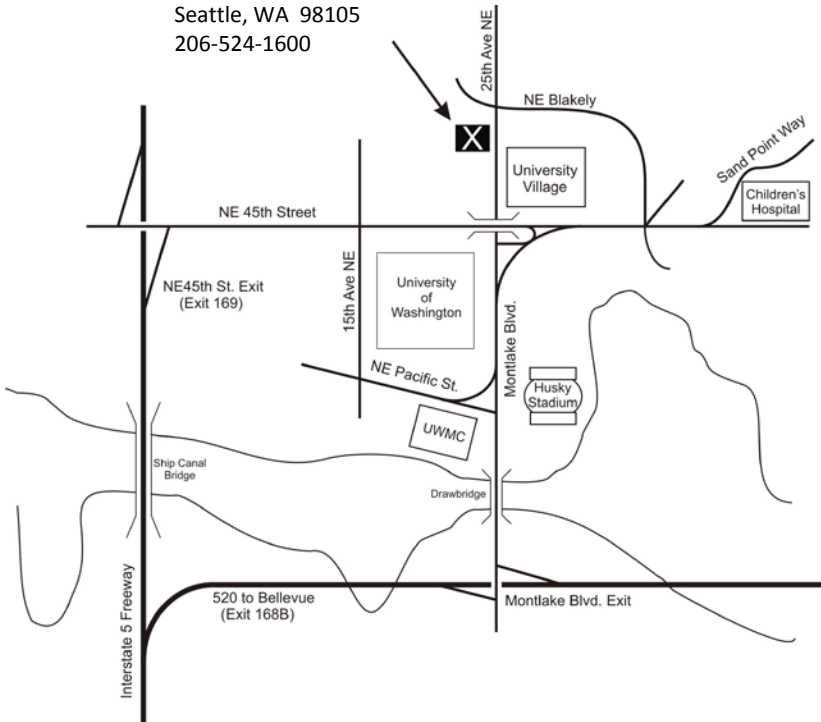 Seattle, WA  98105
206-524-1600
25th Ave NE
NE Blakely
X
Sand Point Way
University
Village
Children's
Hospital
NE 45th Street
NE45th St. Exit
(Exit 169)
15th Ave NE
University
of
Washington
Montlake Blvd.
NE Pacific St.
Husky
Stadium
UWMC
Ship Canal
Bridge
Drawbridge
Interstate 5 Freeway
520 to Bellevue
(Exit 168B)
Montlake Blvd. Exit